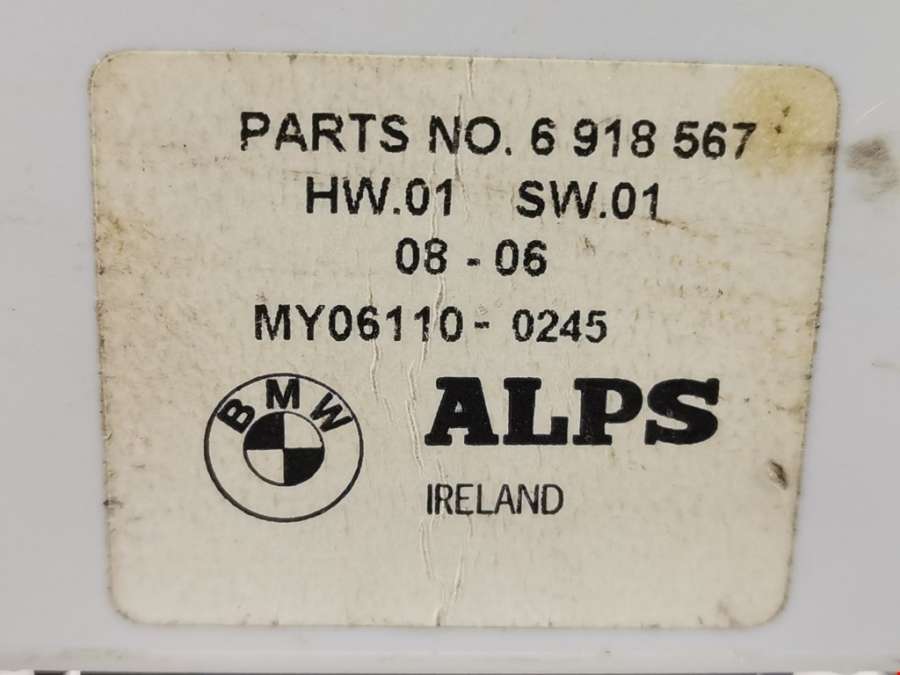 PARTS NO. 6 918 567
HW.01 SW.01
08 - 06
MY06110 - 0245
BMW
ALPS
IRELAND